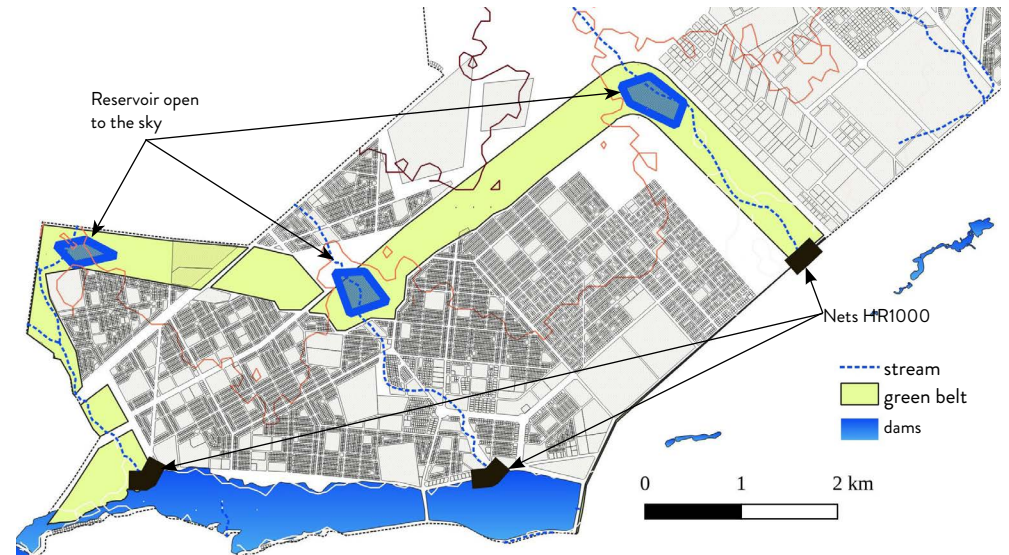 Reservoir open
to the sky
Nets HR1000
stream
green belt
dams
0 1 2 km